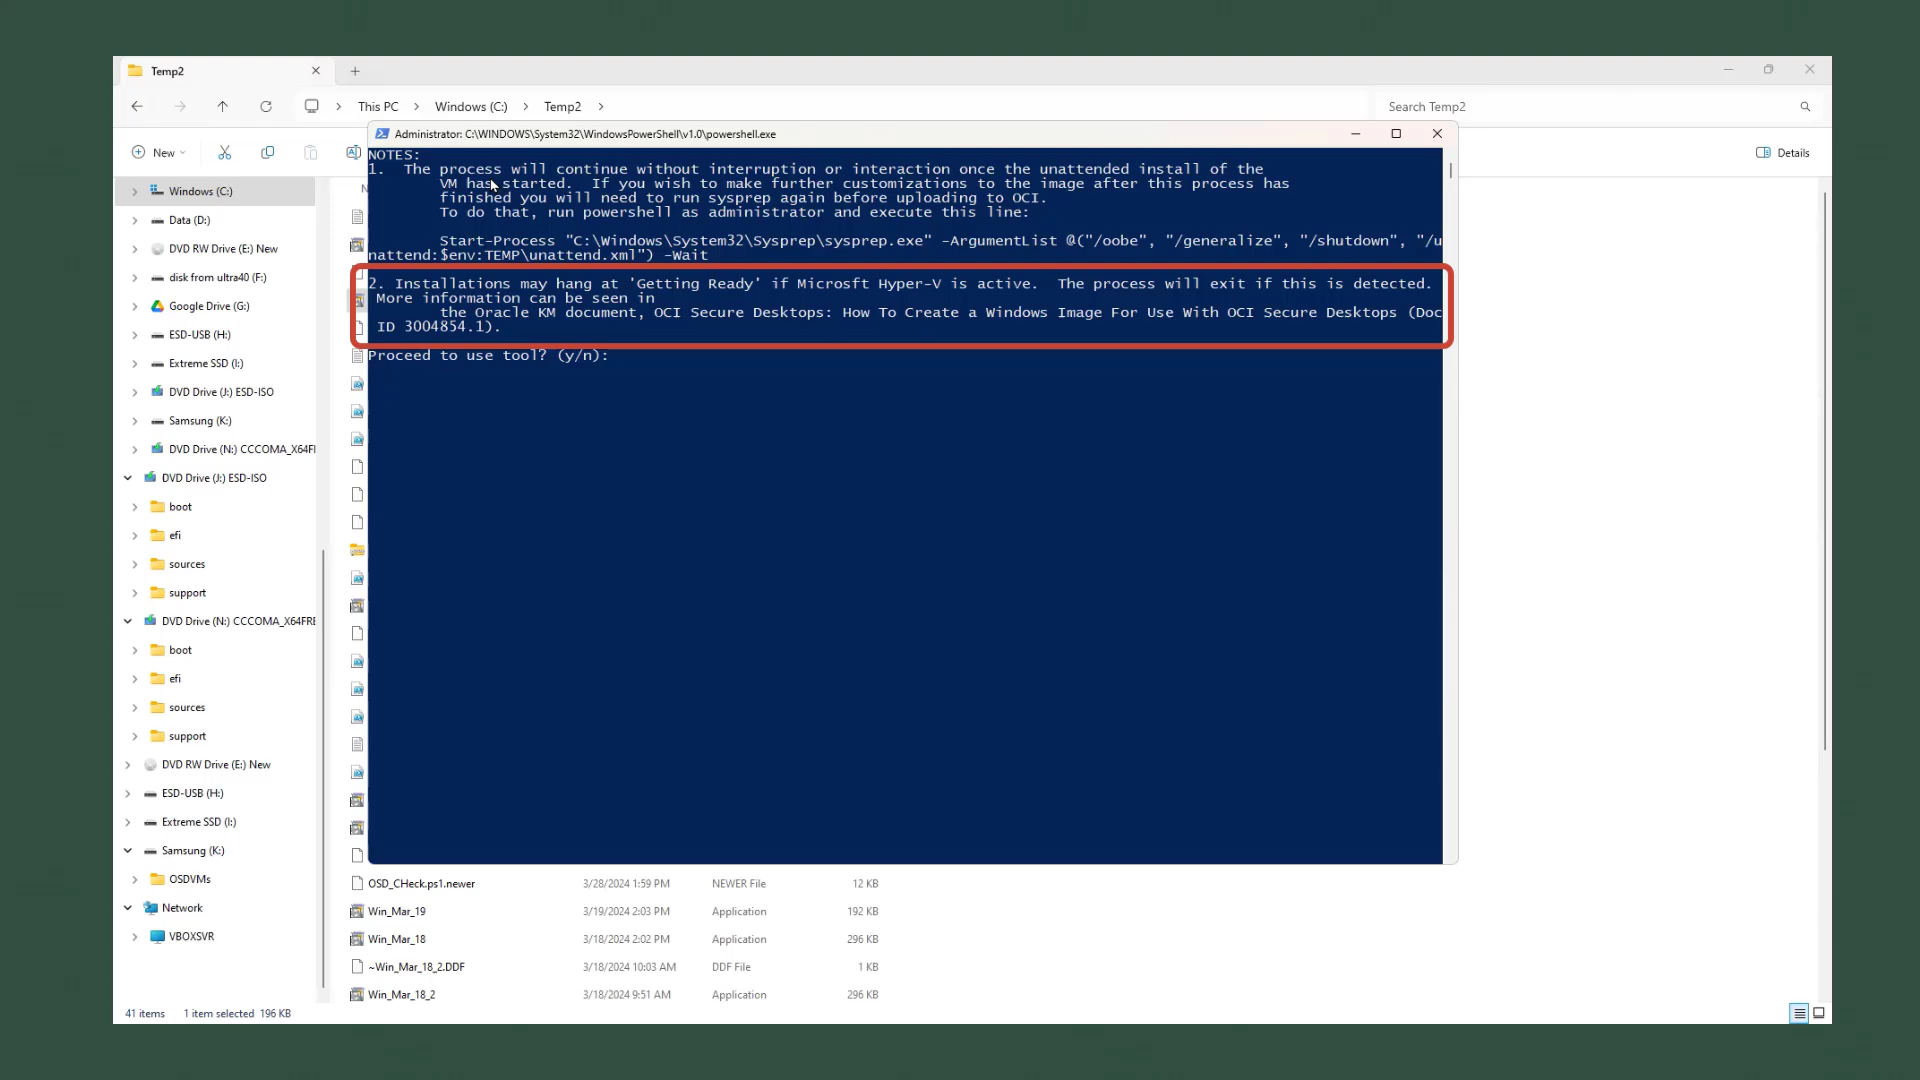 Temp2
This PC > Windows (C:) > Temp2 >
Search Temp2
New
Details
Administrator: C:\WINDOWS\System32\WindowsPowerShell\v1.0\powershell.exe
NOTES:
1.  The process will continue without interruption or interaction once the unattended install of the
VM has started.  If you wish to make further customizations to the image after this process has
finished you will need to run sysprep again before uploading to OCI.
To do that, run powershell as administrator and execute this line:
Start-Process "C:\Windows\System32\Sysprep\sysprep.exe" -ArgumentList @("/oobe", "/generalize", "/shutdown", "/u
nattend:$env:TEMP\unattend.xml") -Wait
2. Installations may hang at 'Getting Ready' if Microsft Hyper-V is active.  The process will exit if this is detected.
More information can be seen in
the Oracle KM document, OCI Secure Desktops: How To Create a Windows Image For Use With OCI Secure Desktops (Doc
ID 3004854.1).
Proceed to use tool? (y/n):
Windows (C:)
Data (D:)
DVD RW Drive (E:) New
disk from ultra40 (F:)
Google Drive (G:)
ESD-USB (H:)
Extreme SSD (I:)
DVD Drive (J:) ESD-ISO
Samsung (K:)
DVD Drive (N:) CCCOMA_X64F
DVD Drive (J:) ESD-ISO
boot
efi
sources
support
DVD Drive (N:) CCCOMA_X64FRE
boot
efi
sources
support
DVD RW Drive (E:) New
ESD-USB (H:)
Extreme SSD (I:)
Samsung (K:)
OSDVMs
Network
VBOXSVR
OSD_CHeck.ps1.newer 3/28/2024 1:59 PM NEWER File 12 KB
Win_Mar_19 3/19/2024 2:03 PM Application 192 KB
Win_Mar_18 3/18/2024 2:02 PM Application 296 KB
~Win_Mar_18_2.DDF 3/18/2024 10:03 AM DDF File 1 KB
Win_Mar_18_2 3/18/2024 9:51 AM Application 296 KB
41 items 1 item selected 196 KB